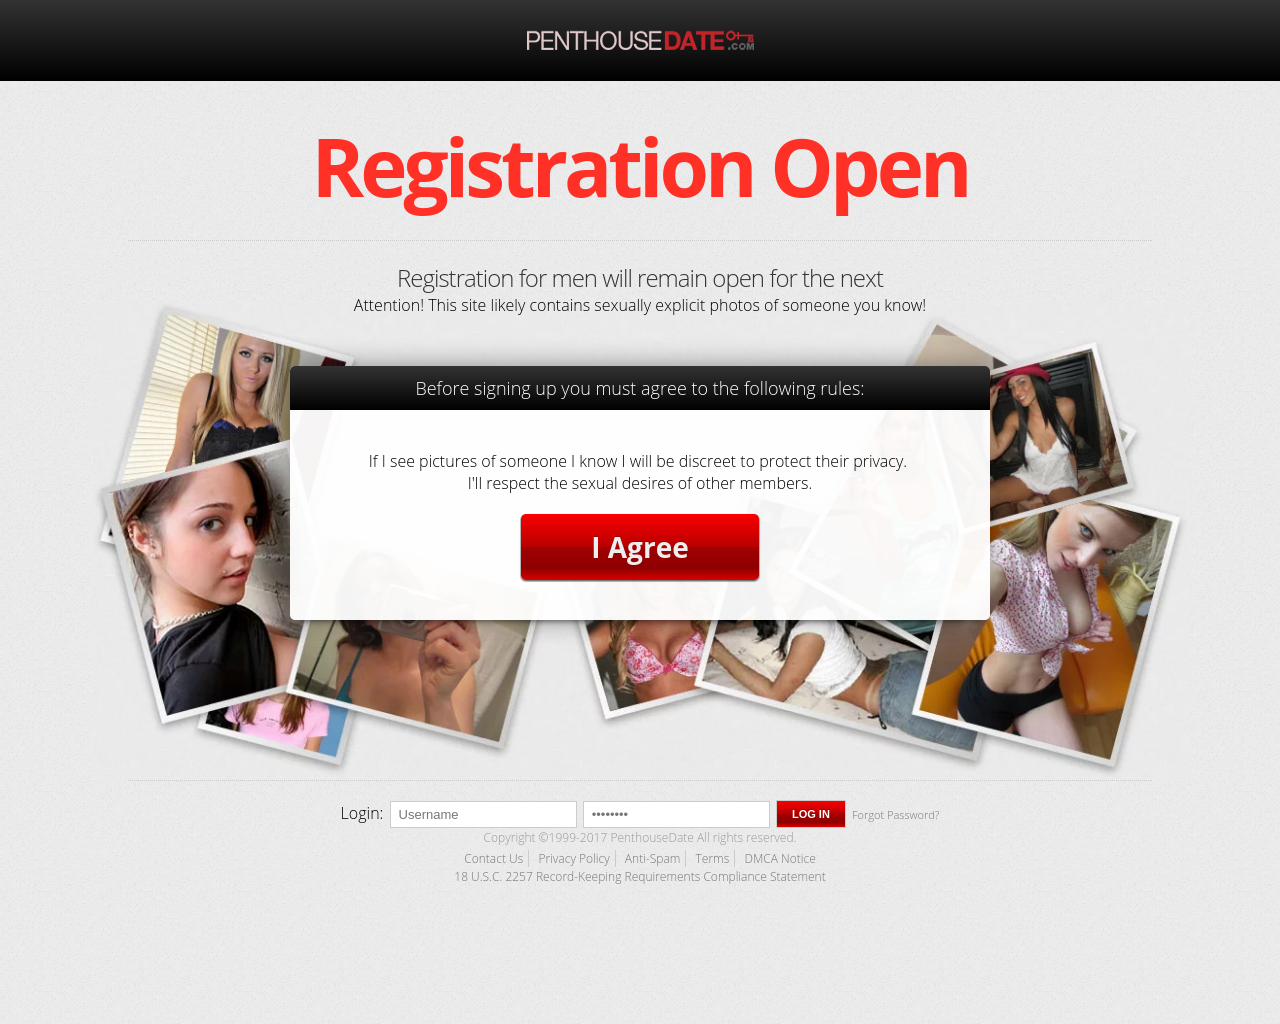 PENTHOUSE DATE .COM
Registration Open
Registration for men will remain open for the next
Attention! This site likely contains sexually explicit photos of someone you know!
Before signing up you must agree to the following rules:
If I see pictures of someone I know I will be discreet to protect their privacy.
I'll respect the sexual desires of other members.
I Agree
Login: Username •••••••• LOG IN Forgot Password?
Copyright ©1999-2017 PenthouseDate All rights reserved.
Contact Us Privacy Policy Anti-Spam Terms DMCA Notice
18 U.S.C. 2257 Record-Keeping Requirements Compliance Statement